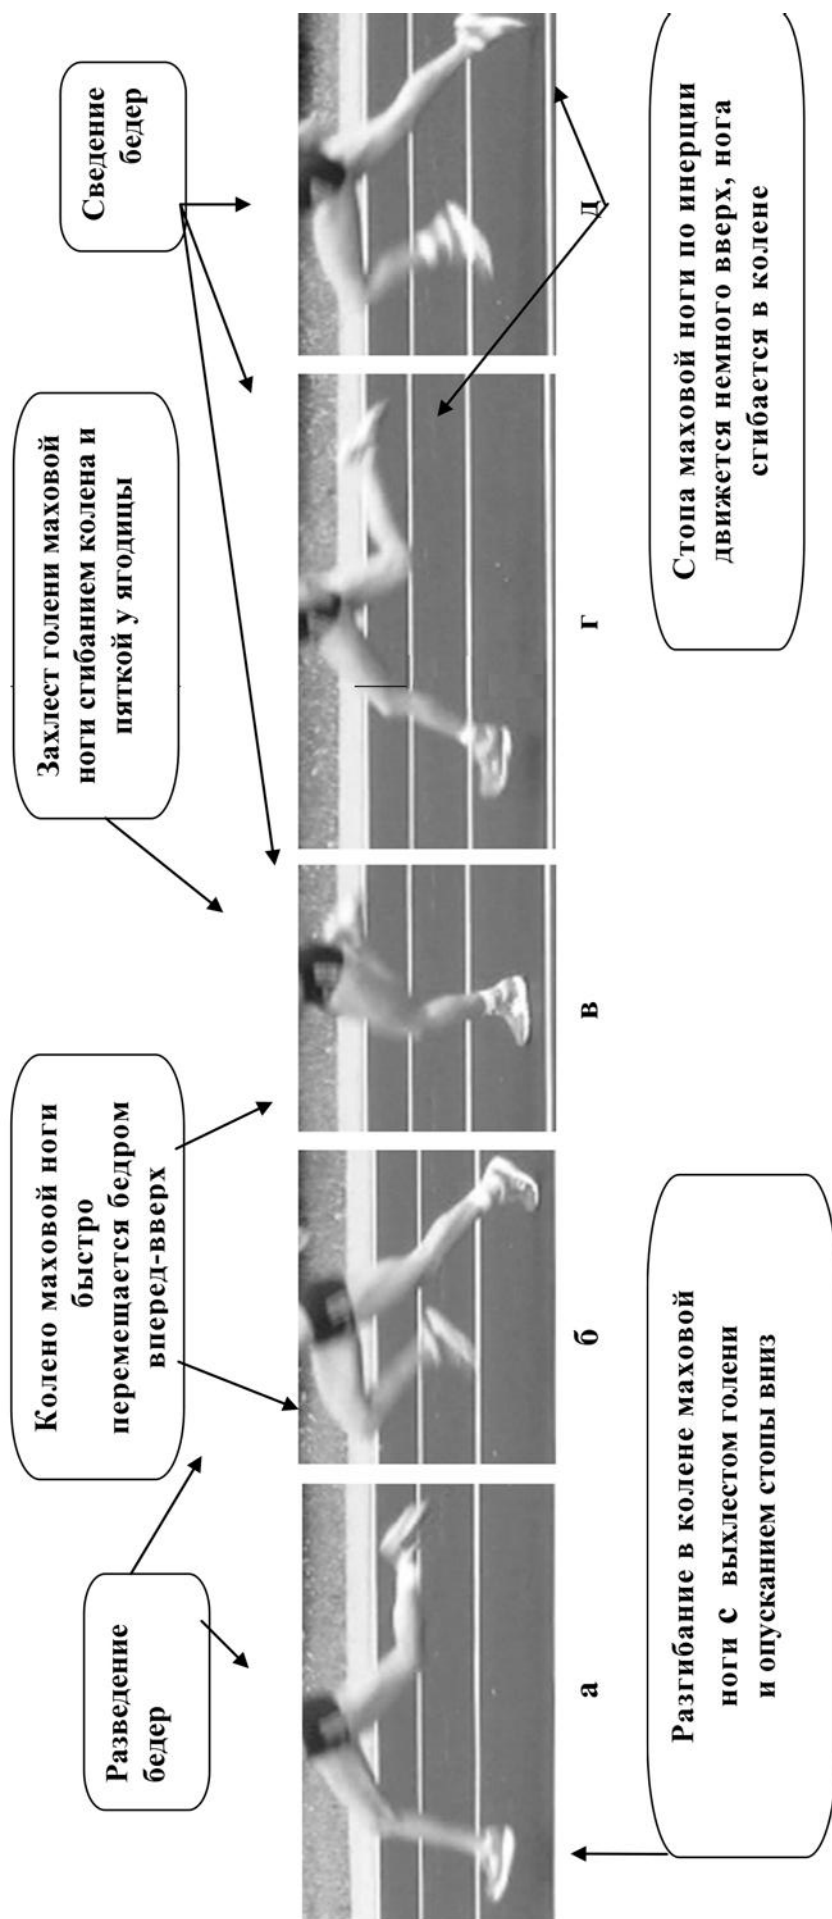 Разведение
бедер
Колено маховой ноги
быстро
перемещается бедром
вперед-вверх
Захлест голени маховой
ноги сгибанием колена и
пяткой у ягодицы
Сведение
бедер
а
б
в
г
д
Разгибание в колене маховой
ноги с выхлестом голени
и опусканием стопы вниз
Стопа маховой ноги по инерции
движется немного вверх, нога
сгибается в колене